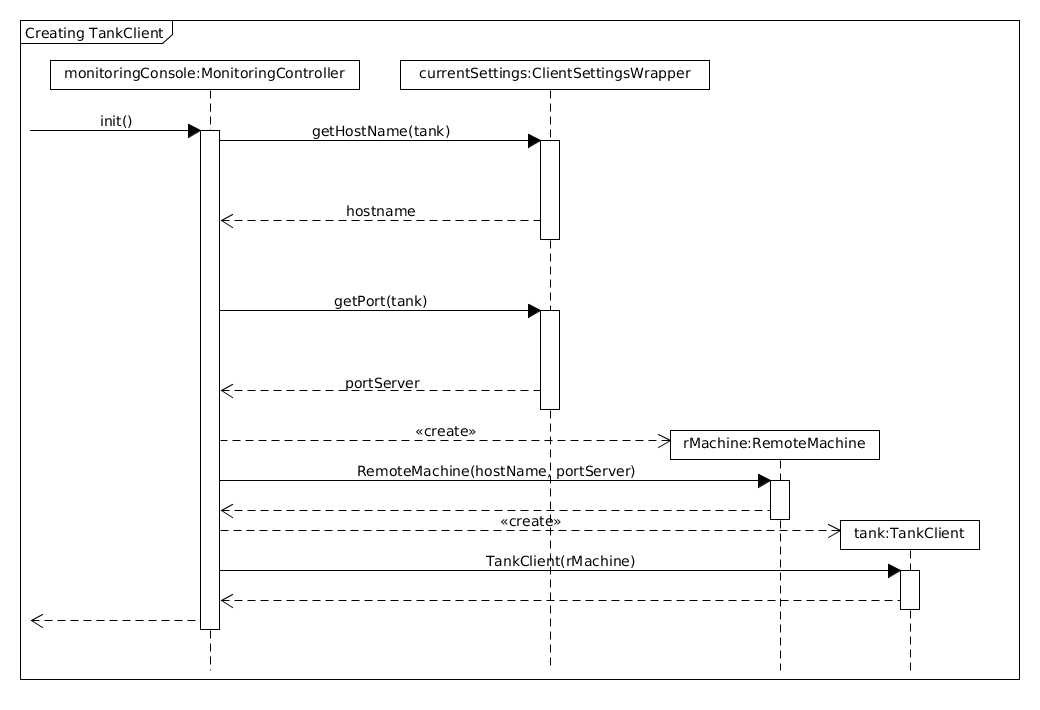 Creating TankClient
monitoringConsole:MonitoringController
currentSettings:ClientSettingsWrapper
init()
getHostName(tank)
hostname
getPort(tank)
portServer
«create»
rMachine:RemoteMachine
RemoteMachine(hostName, portServer)
«create»
tank:TankClient
TankClient(rMachine)